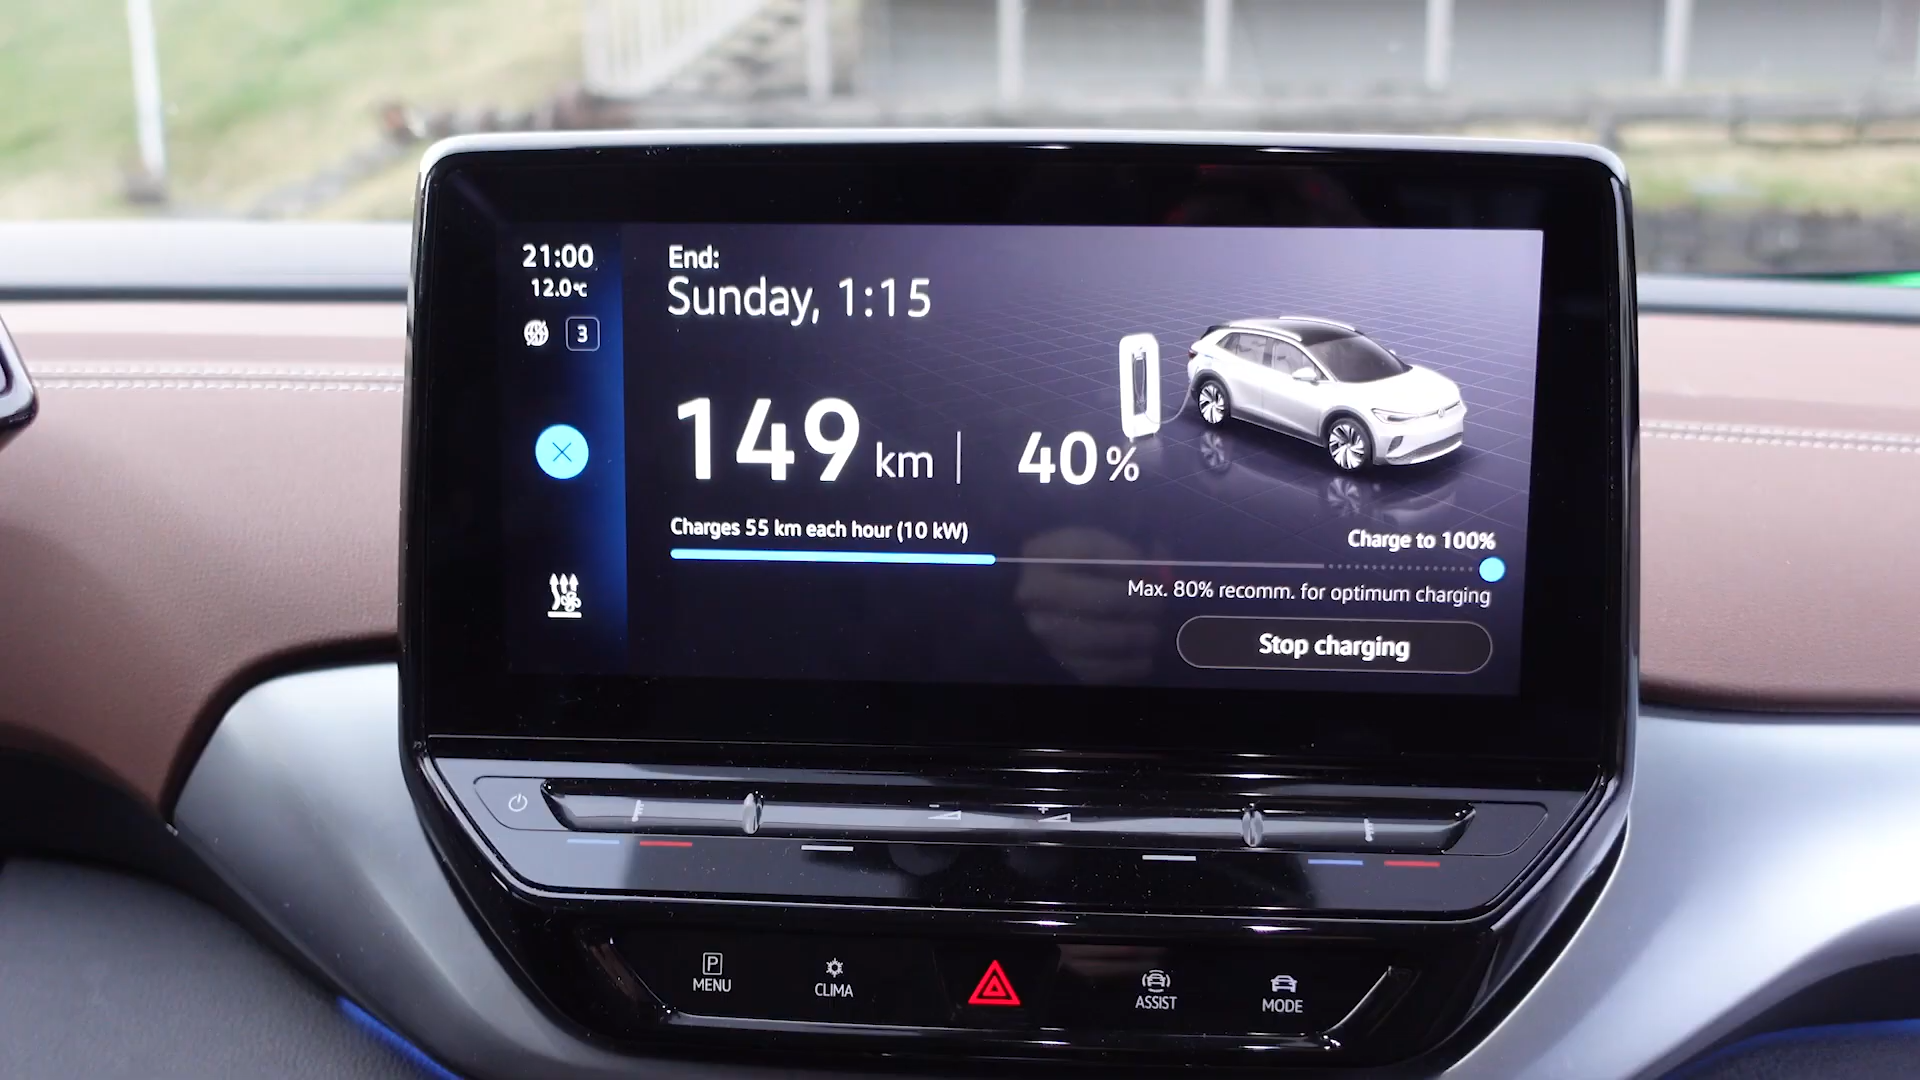 21:00
12.0°C
3
End:
Sunday, 1:15
149 km | 40%
Charges 55 km each hour (10 kW)
Charge to 100%
Max. 80% recomm. for optimum charging
Stop charging
- +
P
MENU
CLIMA
ASSIST
MODE